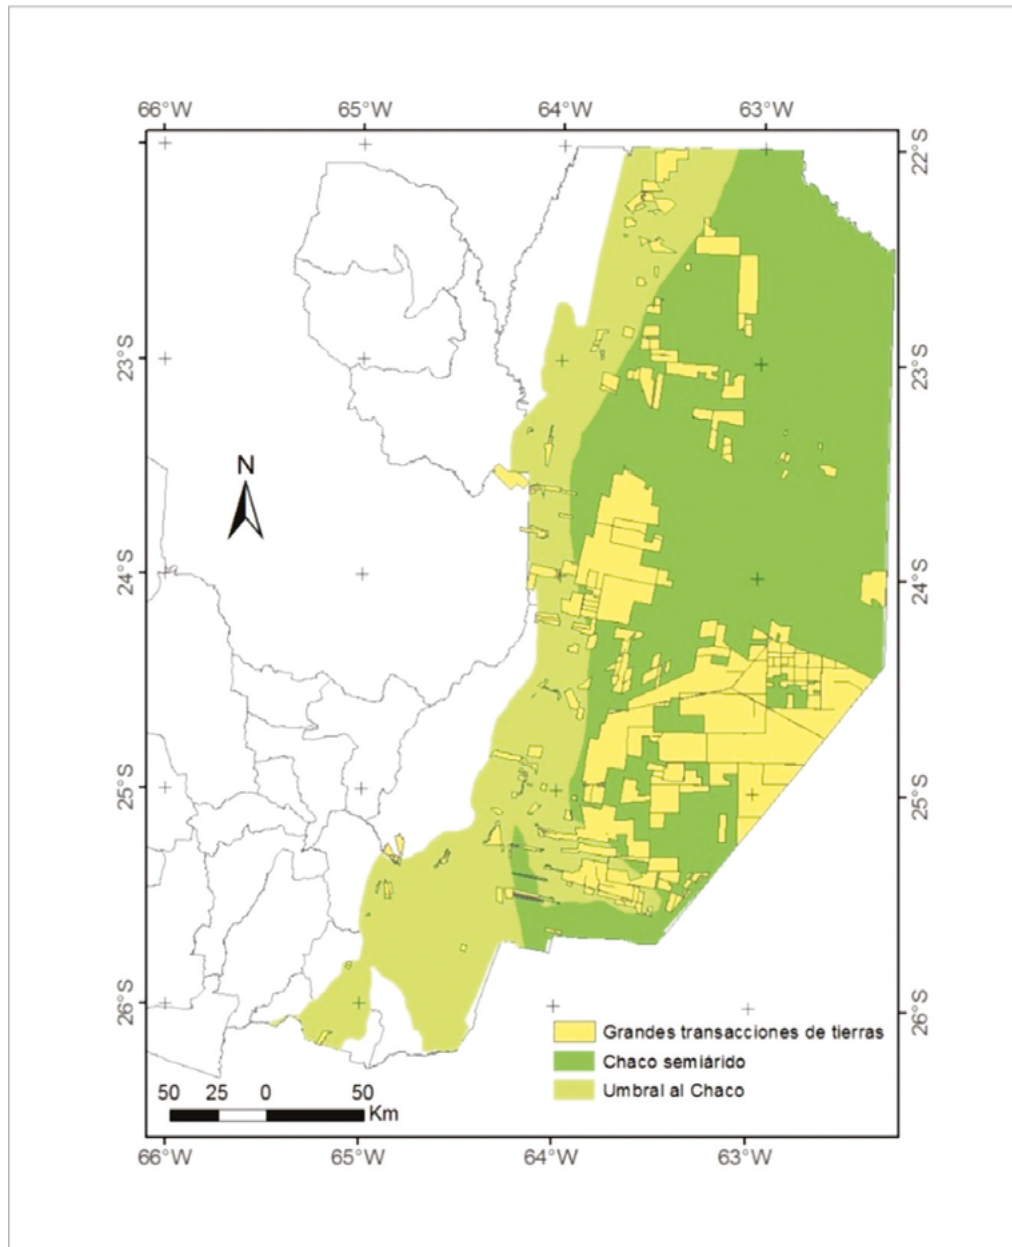 66°W 65°W 64°W 63°W
22°S
23°S 23°S
N
24°S 24°S
25°S 25°S
26°S 26°S
Grandes transacciones de tierras
Chaco semiárido
Umbral al Chaco
50 25 0 50
Km
66°W 65°W 64°W 63°W